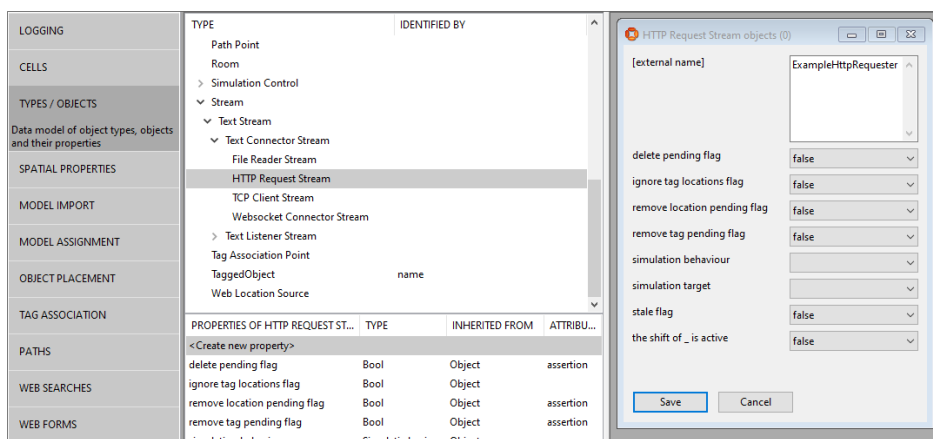 LOGGING
CELLS
TYPES / OBJECTS
Data model of object types, objects
and their properties
SPATIAL PROPERTIES
MODEL IMPORT
MODEL ASSIGNMENT
OBJECT PLACEMENT
TAG ASSOCIATION
PATHS
WEB SEARCHES
WEB FORMS
TYPE IDENTIFIED BY
Path Point
Room
Simulation Control
Stream
Text Stream
Text Connector Stream
File Reader Stream
HTTP Request Stream
TCP Client Stream
Websocket Connector Stream
Text Listener Stream
Tag Association Point
TaggedObject name
Web Location Source
PROPERTIES OF HTTP REQUEST ST... TYPE INHERITED FROM ATTRIBU...
<Create new property>
delete pending flag Bool Object assertion
ignore tag locations flag Bool Object
remove location pending flag Bool Object assertion
remove tag pending flag Bool Object assertion
HTTP Request Stream objects (0)
[external name] ExampleHttpRequester
delete pending flag false
ignore tag locations flag false
remove location pending flag false
remove tag pending flag false
simulation behaviour
simulation target
stale flag false
the shift of _ is active false
Save Cancel